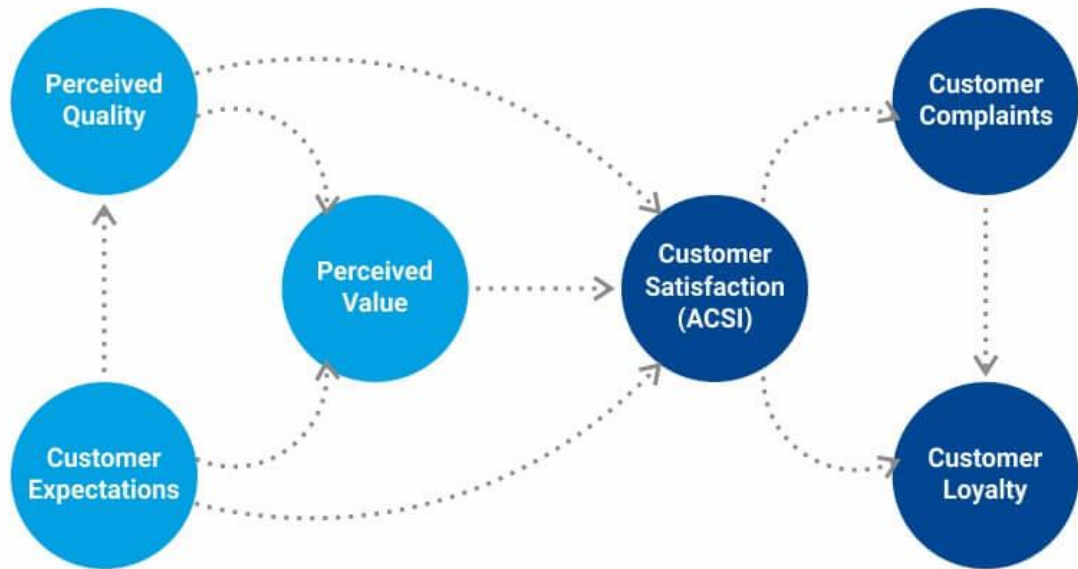 Perceived
Quality
Customer
Complaints
Perceived
Value
Customer
Satisfaction
(ACSI)
Customer
Expectations
Customer
Loyalty